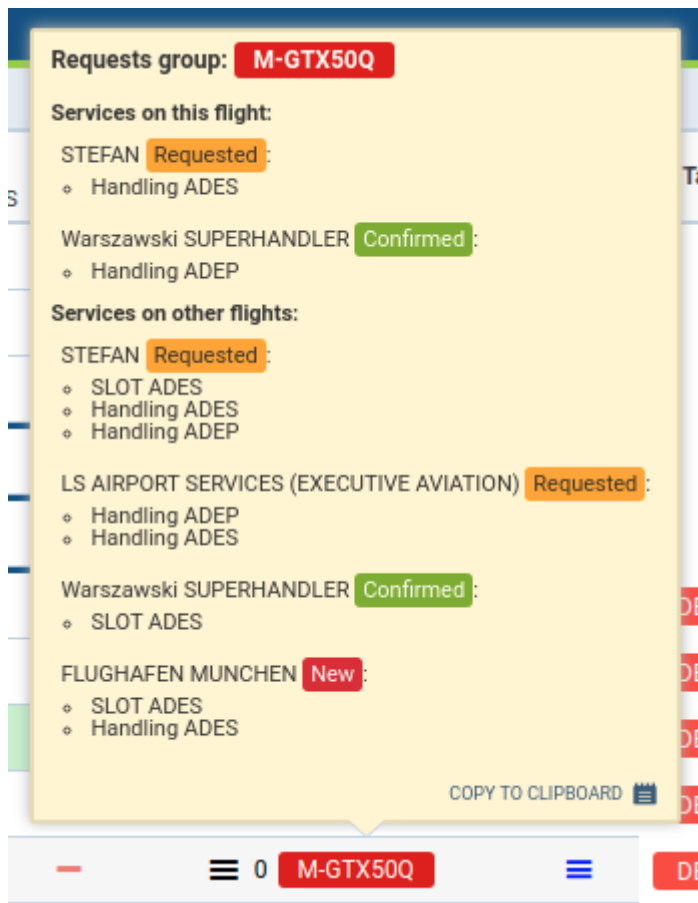 Requests group: M-GTX50Q
Services on this flight:
STEFAN Requested:
Handling ADES
Warszawski SUPERHANDLER Confirmed:
Handling ADEP
Services on other flights:
STEFAN Requested:
SLOT ADES
Handling ADES
Handling ADEP
LS AIRPORT SERVICES (EXECUTIVE AVIATION) Requested:
Handling ADEP
Handling ADES
Warszawski SUPERHANDLER Confirmed:
SLOT ADES
FLUGHAFEN MUNCHEN New:
SLOT ADES
Handling ADES
COPY TO CLIPBOARD
0 M-GTX50Q